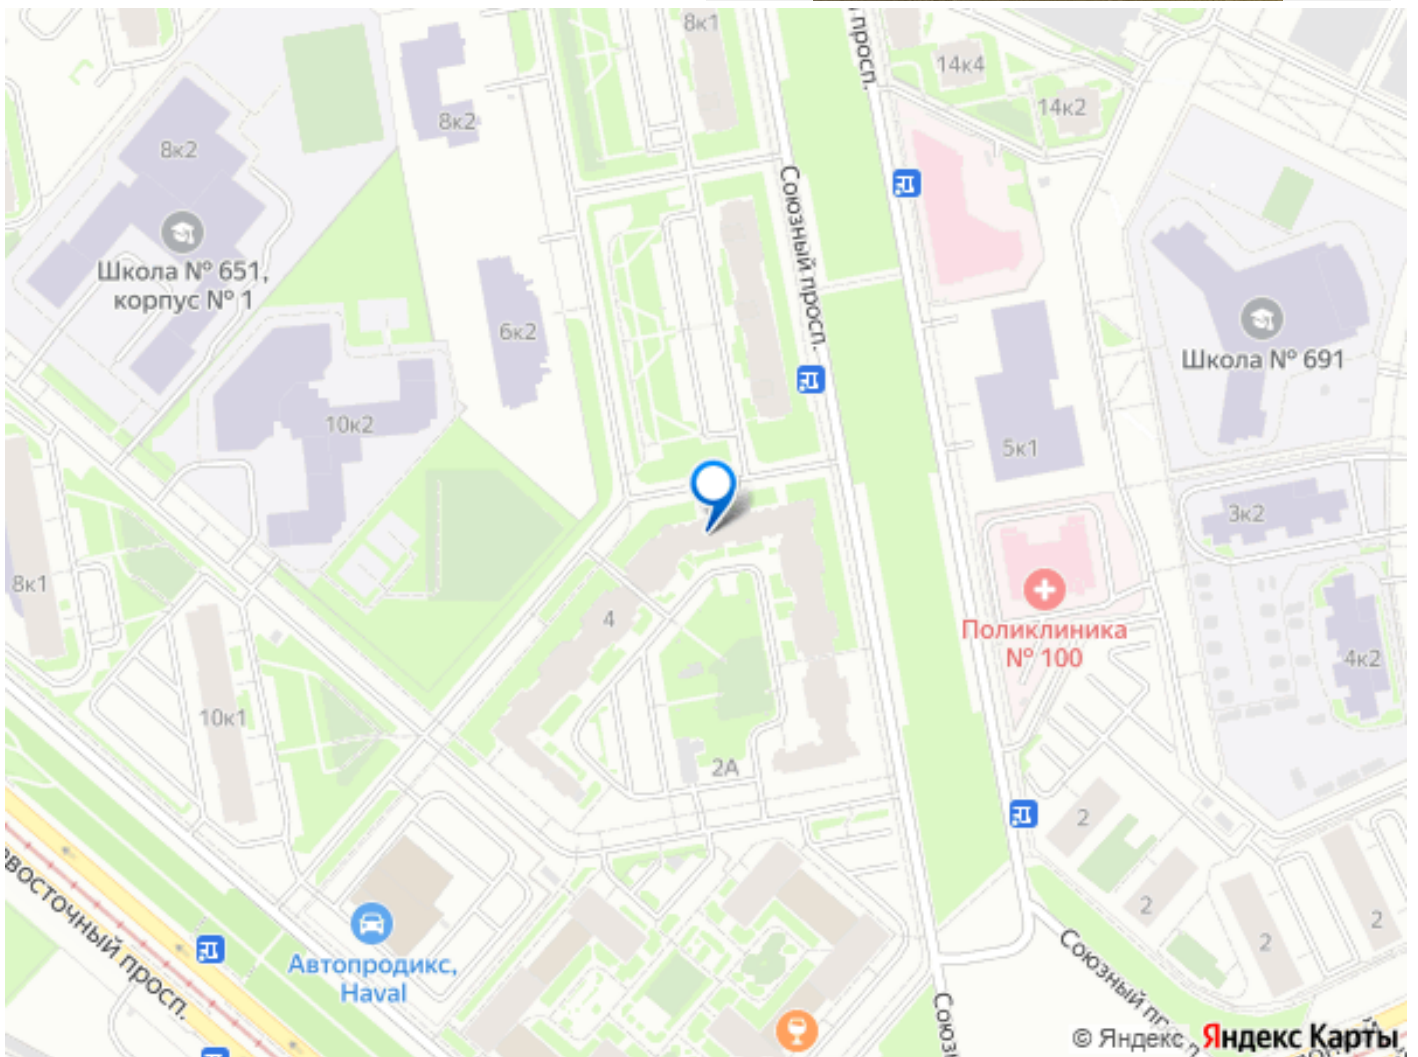 8к1
й просп.
14к4
14к2
8к2
8к2
Союзный просп.
Школа № 651,
корпус № 1
6к2
Школа № 691
10к2
5к1
3к2
8к1
4
Поликлиника
№ 100
4к2
10к1
2А
2
2
2
2
восточный просп.
Автопродикс,
Haval
Союзный пр
Союз
© Яндекс Яндекс Карты